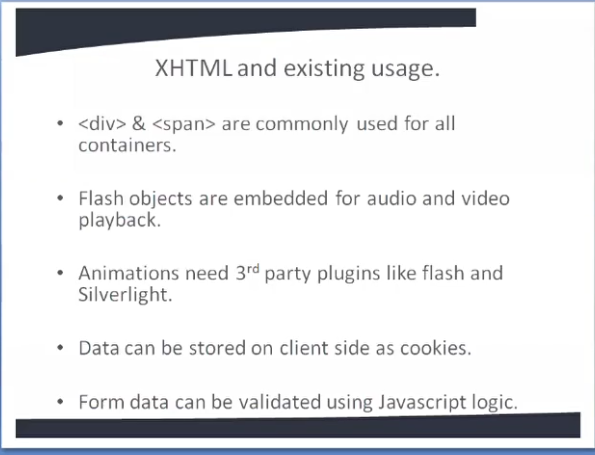 XHTML and existing usage.
• <div> & <span> are commonly used for all
containers.
• Flash objects are embedded for audio and video
playback.
• Animations need 3rd party plugins like flash and
Silverlight.
• Data can be stored on client side as cookies.
• Form data can be validated using Javascript logic.